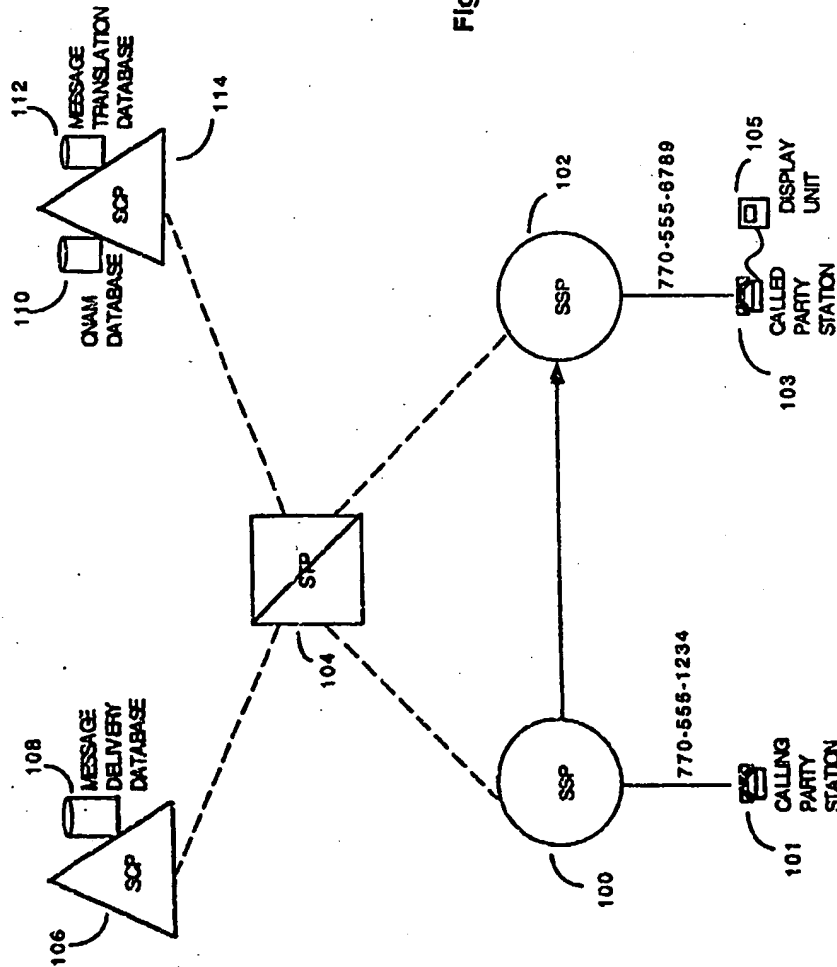 106
SCP
108
MESSAGE
DELIVERY
DATABASE
110
CNAM
DATABASE
SCP
112
MESSAGE
TRANSLATION
DATABASE
114
STP
104
Fig
SSP
100
SSP
102
770-555-1234
770-555-6789
101
CALLING
PARTY
STATION
103
CALLED
PARTY
STATION
105
DISPLAY
UNIT